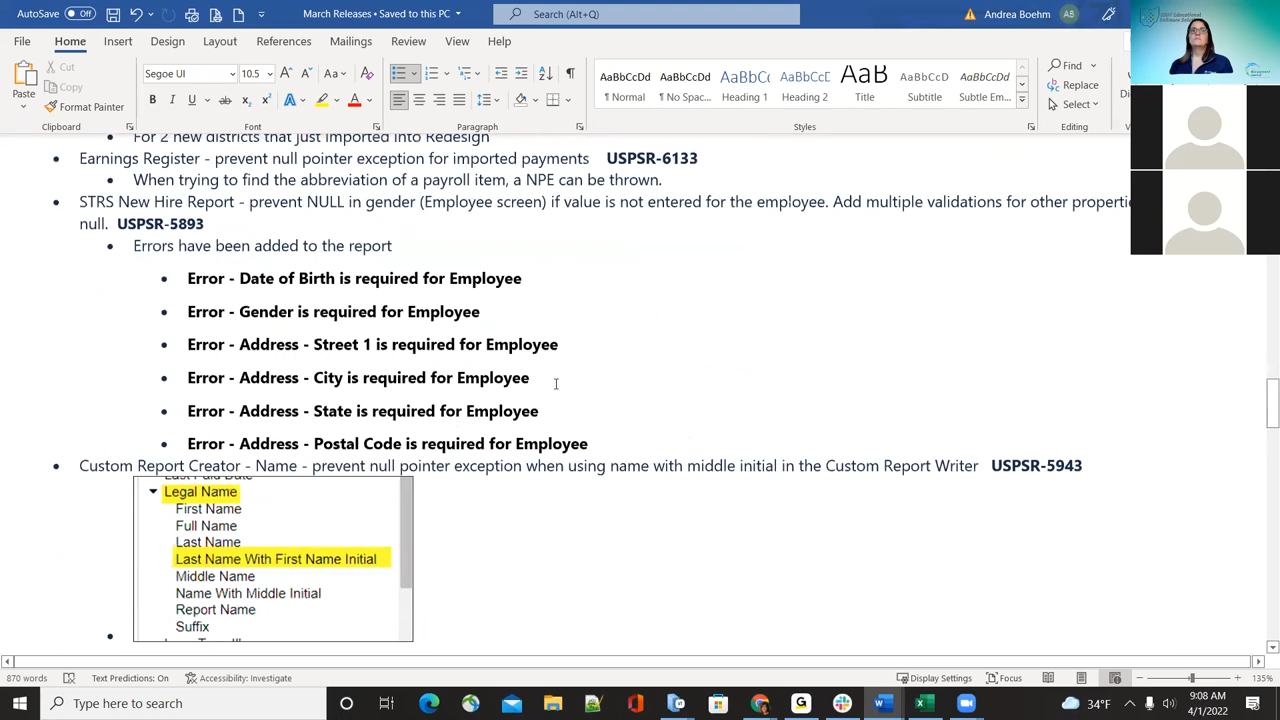 AutoSave Off March Releases • Saved to this PC Search (Alt+Q) Andrea Boehm AB
File Home Insert Design Layout References Mailings Review View Help
Paste Cut Copy Format Painter Clipboard
Segoe UI 10.5 Font
Paragraph
AaBbCcDd AaBbCcDd AaBbCc AaBbCcD AaB AaBbCcDd AaBbCcDd
¶ Normal ¶ No Spac... Heading 1 Heading 2 Title Subtitle Subtle Em...
Styles
Find Replace Select Editing
• For 2 new districts that just imported into Redesign
• Earnings Register - prevent null pointer exception for imported payments USPSR-6133
• When trying to find the abbreviation of a payroll item, a NPE can be thrown.
• STRS New Hire Report - prevent NULL in gender (Employee screen) if value is not entered for the employee. Add multiple validations for other properti
null. USPSR-5893
• Errors have been added to the report
• Error - Date of Birth is required for Employee
• Error - Gender is required for Employee
• Error - Address - Street 1 is required for Employee
• Error - Address - City is required for Employee
• Error - Address - State is required for Employee
• Error - Address - Postal Code is required for Employee
• Custom Report Creator - Name - prevent null pointer exception when using name with middle initial in the Custom Report Writer USPSR-5943
Legal Name
First Name
Full Name
Last Name
Last Name With First Name Initial
Middle Name
Name With Middle Initial
Report Name
Suffix
870 words Text Predictions: On Accessibility: Investigate Display Settings Focus 135%
Type here to search 34°F 9:08 AM
4/1/2022